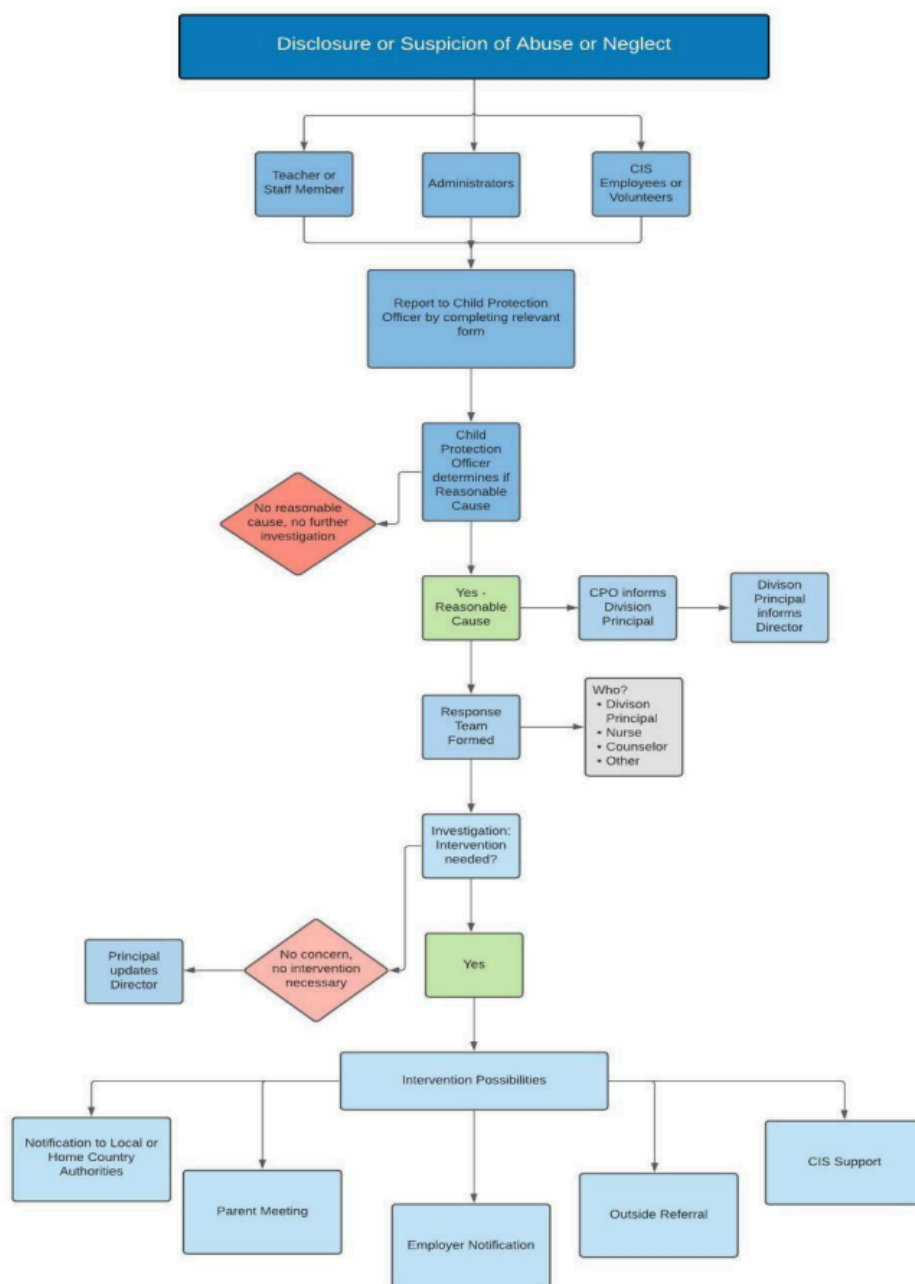 Disclosure or Suspicion of Abuse or Neglect
Teacher or
Staff Member
Administrators
CIS
Employees or
Volunteers
Report to Child Protection
Officer by completing relevant
form
Child
Protection
Officer
determines if
Reasonable
Cause
No reasonable
cause, no further
investigation
Yes -
Reasonable
Cause
CPO informs
Division
Principal
Divison
Principal
informs
Director
Response
Team
Formed
Who?
• Divison
Principal
• Nurse
• Counselor
• Other
Investigation:
Intervention
needed?
No concern,
no intervention
necessary
Principal
updates
Director
Yes
Intervention Possibilities
Notification to Local or
Home Country
Authorities
Parent Meeting
Employer Notification
Outside Referral
CIS Support